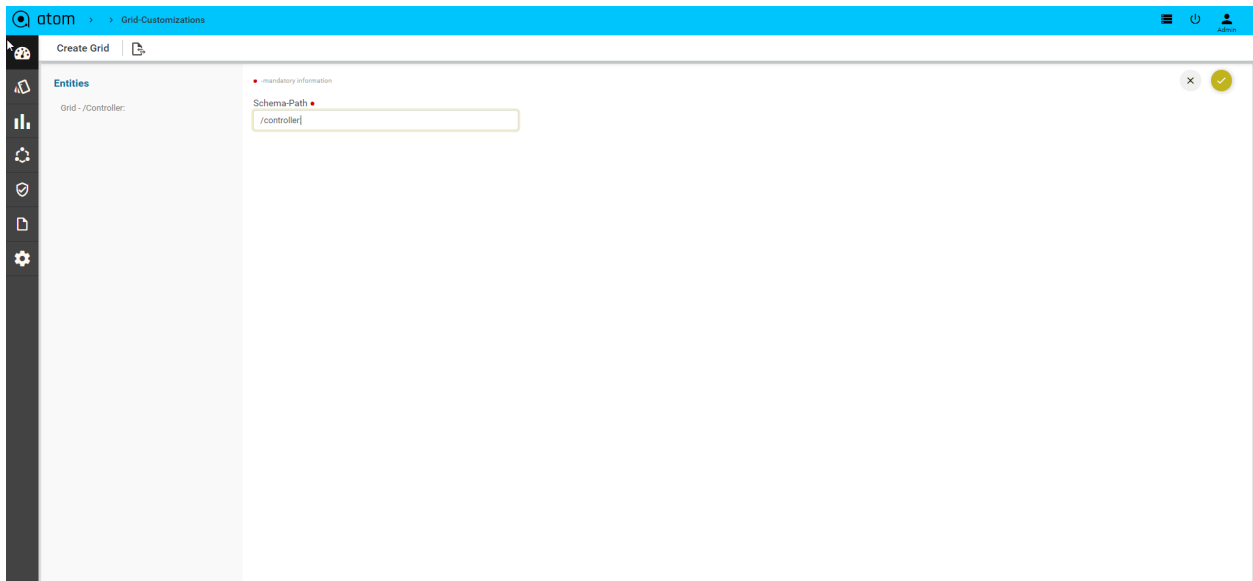 atom > > Grid-Customizations
Admin
Create Grid
Entities
Grid - /Controller:
-mandatory information
Schema-Path
/controller